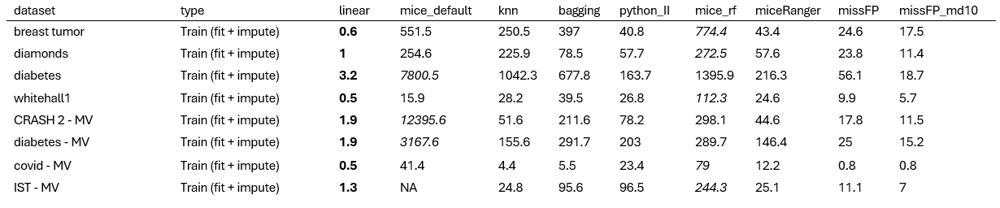 dataset type linear mice_default knn bagging python_II mice_rf miceRanger missFP missFP_md10
breast tumor Train (fit + impute) 0.6 551.5 250.5 397 40.8 774.4 43.4 24.6 17.5
diamonds Train (fit + impute) 1 254.6 225.9 78.5 57.7 272.5 57.6 23.8 11.4
diabetes Train (fit + impute) 3.2 7800.5 1042.3 677.8 163.7 1395.9 216.3 56.1 18.7
whitehall1 Train (fit + impute) 0.5 15.9 28.2 39.5 26.8 112.3 24.6 9.9 5.7
CRASH 2 - MV Train (fit + impute) 1.9 12395.6 51.6 211.6 78.2 298.1 44.6 17.8 11.5
diabetes - MV Train (fit + impute) 1.9 3167.6 155.6 291.7 203 289.7 146.4 25 15.2
covid - MV Train (fit + impute) 0.5 41.4 4.4 5.5 23.4 79 12.2 0.8 0.8
IST - MV Train (fit + impute) 1.3 NA 24.8 95.6 96.5 244.3 25.1 11.1 7